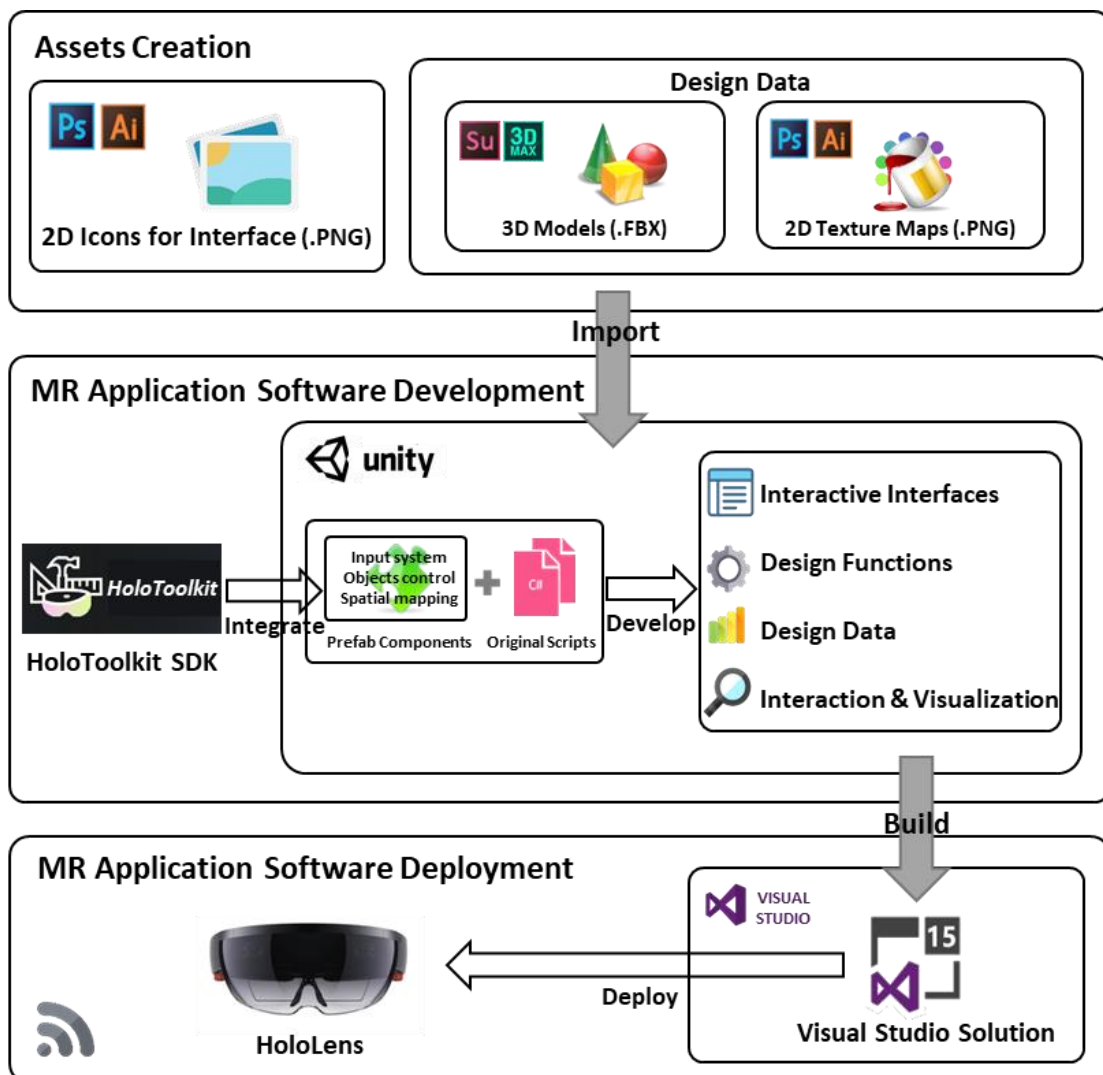 Assets Creation
Ps Ai
2D Icons for Interface (.PNG)
Design Data
Su 3D
MAX
3D Models (.FBX)
Ps Ai
2D Texture Maps (.PNG)
Import
MR Application Software Development
unity
HoloToolkit
HoloToolkit SDK
Integrate
Input system
Objects control
Spatial mapping
Prefab Components
C#
Original Scripts
Develop
Interactive Interfaces
Design Functions
Design Data
Interaction & Visualization
Build
MR Application Software Deployment
HoloLens
Deploy
VISUAL
STUDIO
15
Visual Studio Solution